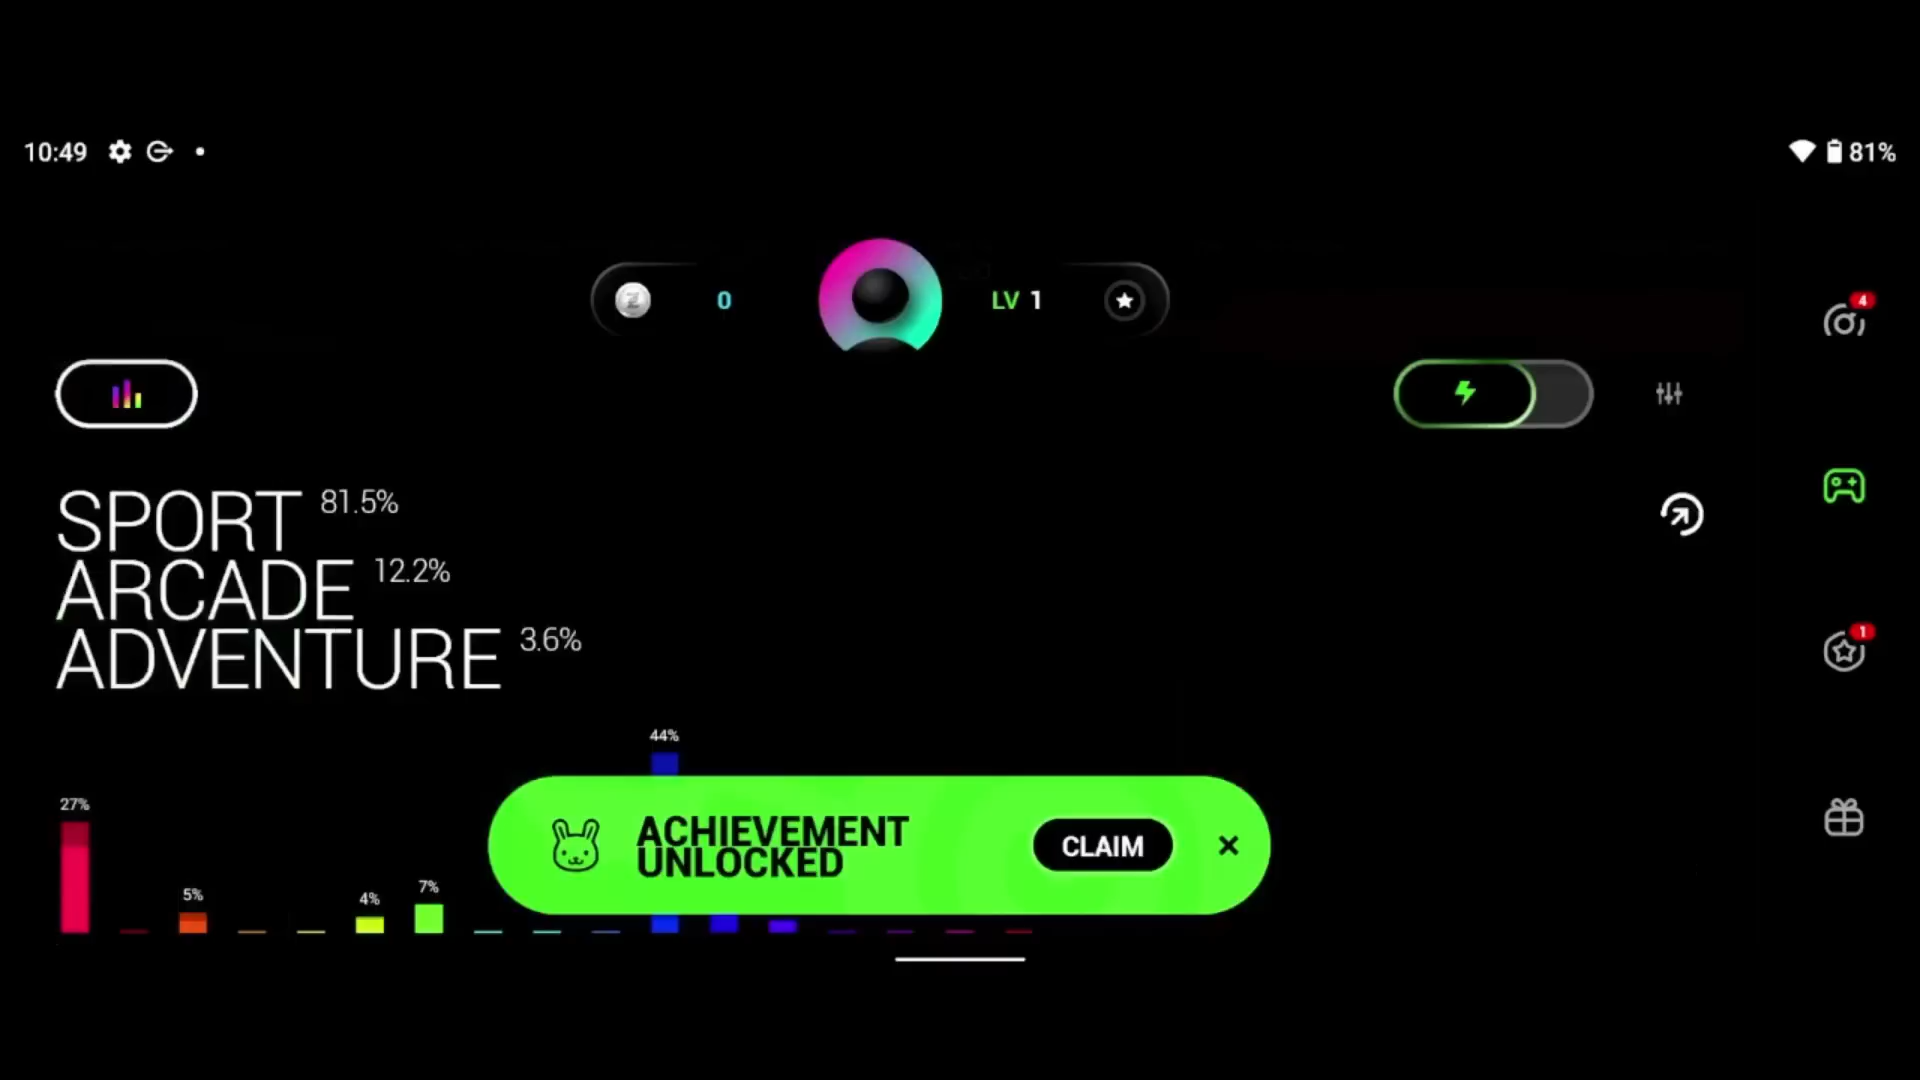 10:49
81%
0
LV 1
4
SPORT 81.5%
ARCADE 12.2%
ADVENTURE 3.6%
1
44%
27%
ACHIEVEMENT
UNLOCKED
CLAIM
5%
4%
7%